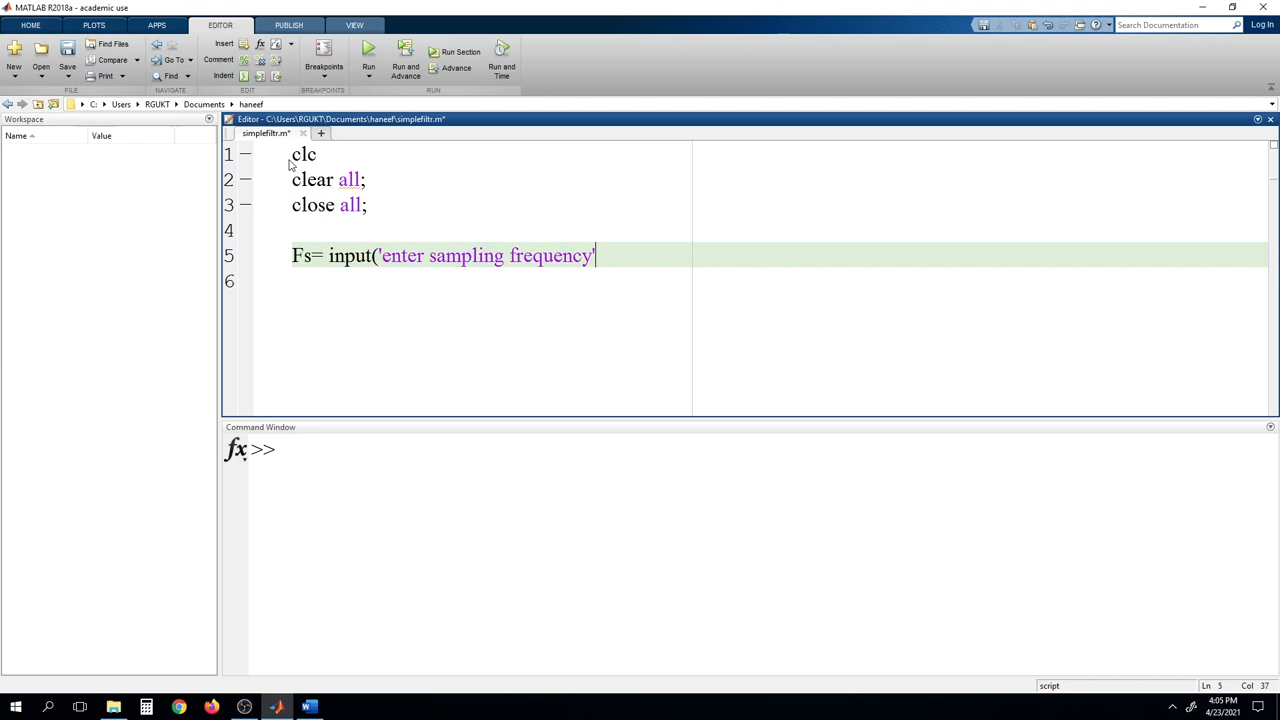 MATLAB R2018a - academic use
HOME PLOTS APPS EDITOR PUBLISH VIEW Search Documentation Log In
New Open Save Find Files Compare Print Go To Find Insert fx Comment Indent Breakpoints Run Run and Advance Run Section Advance Run and Time
FILE NAVIGATE EDIT BREAKPOINTS RUN
C: Users RGUKT Documents haneef
Workspace
Name Value
Editor - C:\Users\RGUKT\Documents\haneef\simplefiltr.m*
simplefiltr.m*
1 clc
2 clear all;
3 close all;
4
5 Fs= input('enter sampling frequency'
6
Command Window
fx >>
script Ln 5 Col 37
4:05 PM
4/23/2021